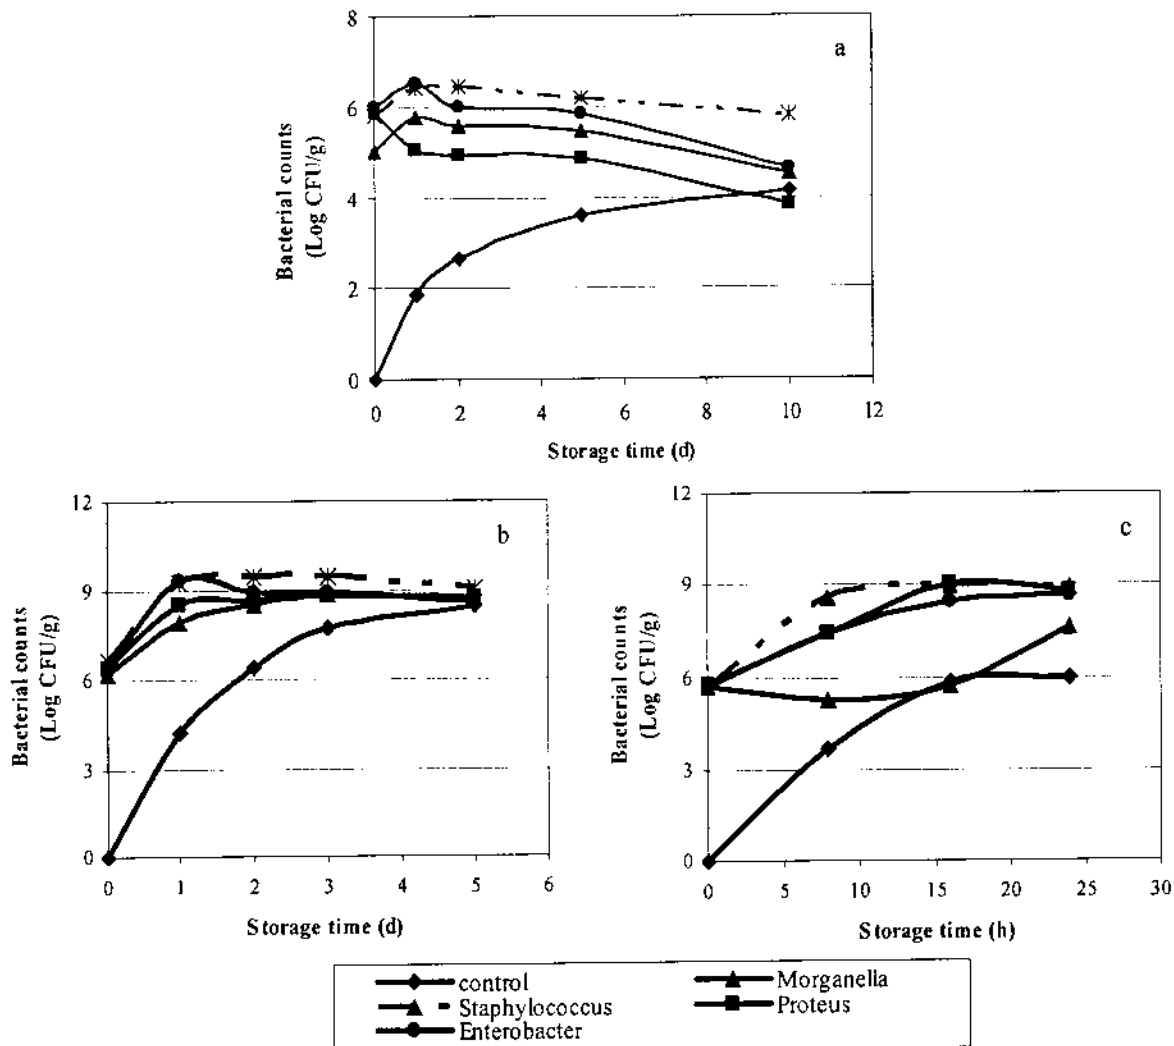 8
a
6
4
2
0
0 2 4 6 8 10 12
Bacterial counts
(Log CFU/g)
Storage time (d)
12
b
9
6
3
0
0 1 2 3 4 5 6
Bacterial counts
(Log CFU/g)
Storage time (d)
12
c
9
6
3
0
0 5 10 15 20 25 30
Bacterial counts
(Log CFU/g)
Storage time (h)
control
Morganella
Staphylococcus
Proteus
Enterobacter